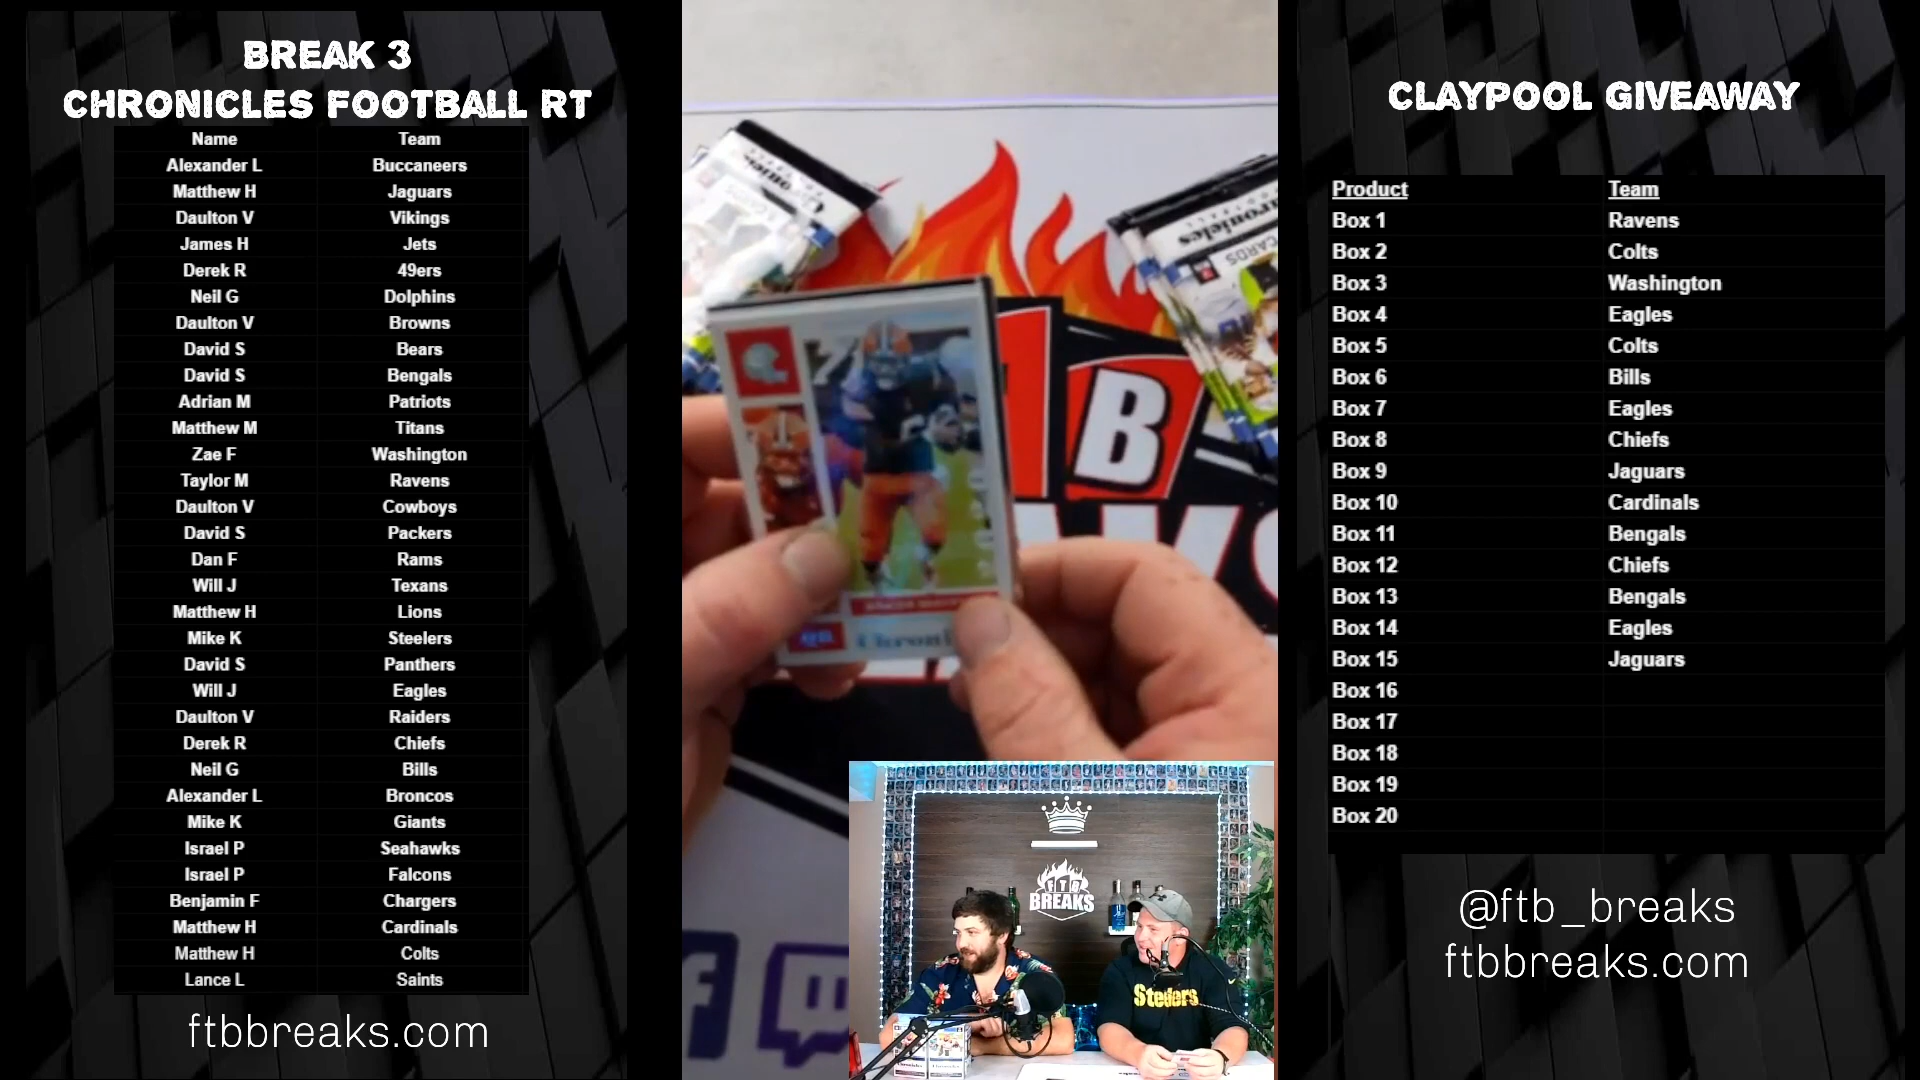 BREAK 3
CHRONICLES FOOTBALL RT
Name Team
Alexander L Buccaneers
Matthew H Jaguars
Daulton V Vikings
James H Jets
Derek R 49ers
Neil G Dolphins
Daulton V Browns
David S Bears
David S Bengals
Adrian M Patriots
Matthew M Titans
Zae F Washington
Taylor M Ravens
Daulton V Cowboys
David S Packers
Dan F Rams
Will J Texans
Matthew H Lions
Mike K Steelers
David S Panthers
Will J Eagles
Daulton V Raiders
Derek R Chiefs
Neil G Bills
Alexander L Broncos
Mike K Giants
Israel P Seahawks
Israel P Falcons
Benjamin F Chargers
Matthew H Cardinals
Matthew H Colts
Lance L Saints
ftbbreaks.com
Chronicles
CARDS
B
FTB
BREAKS
Steelers
CLAYPOOL GIVEAWAY
Product Team
Box 1 Ravens
Box 2 Colts
Box 3 Washington
Box 4 Eagles
Box 5 Colts
Box 6 Bills
Box 7 Eagles
Box 8 Chiefs
Box 9 Jaguars
Box 10 Cardinals
Box 11 Bengals
Box 12 Chiefs
Box 13 Bengals
Box 14 Eagles
Box 15 Jaguars
Box 16
Box 17
Box 18
Box 19
Box 20
@ftb_breaks
ftbbreaks.com